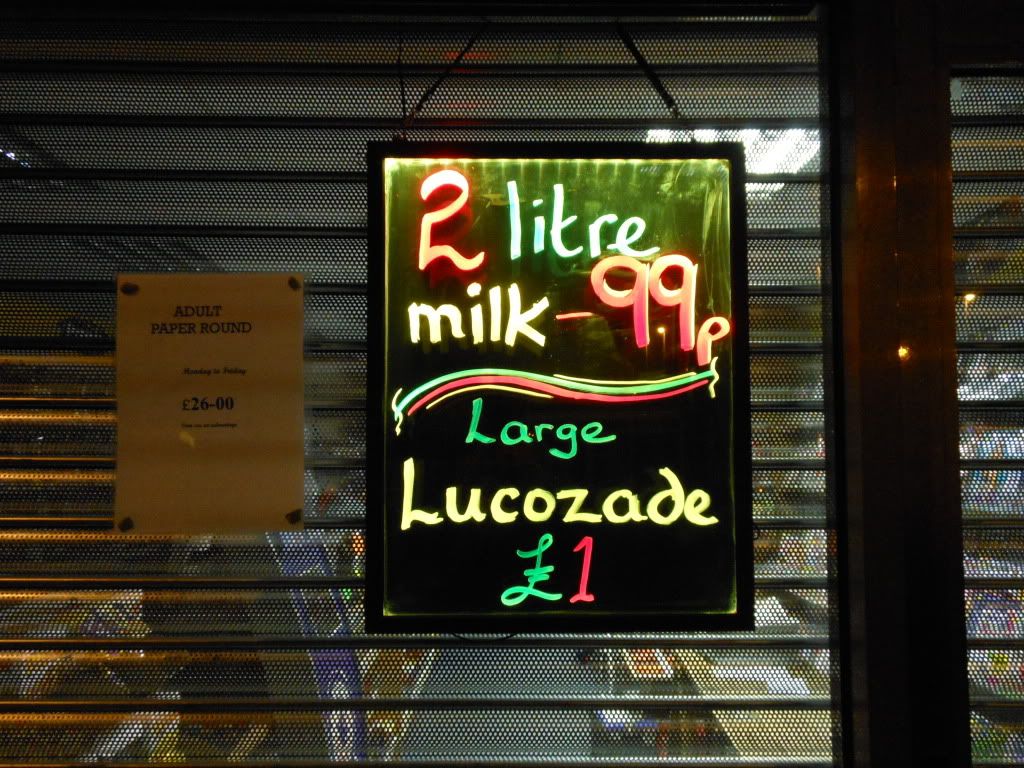 ADULT
PAPER ROUND
Monday to Friday
£26-00
2 litre
milk - 99p
Large
Lucozade
£1